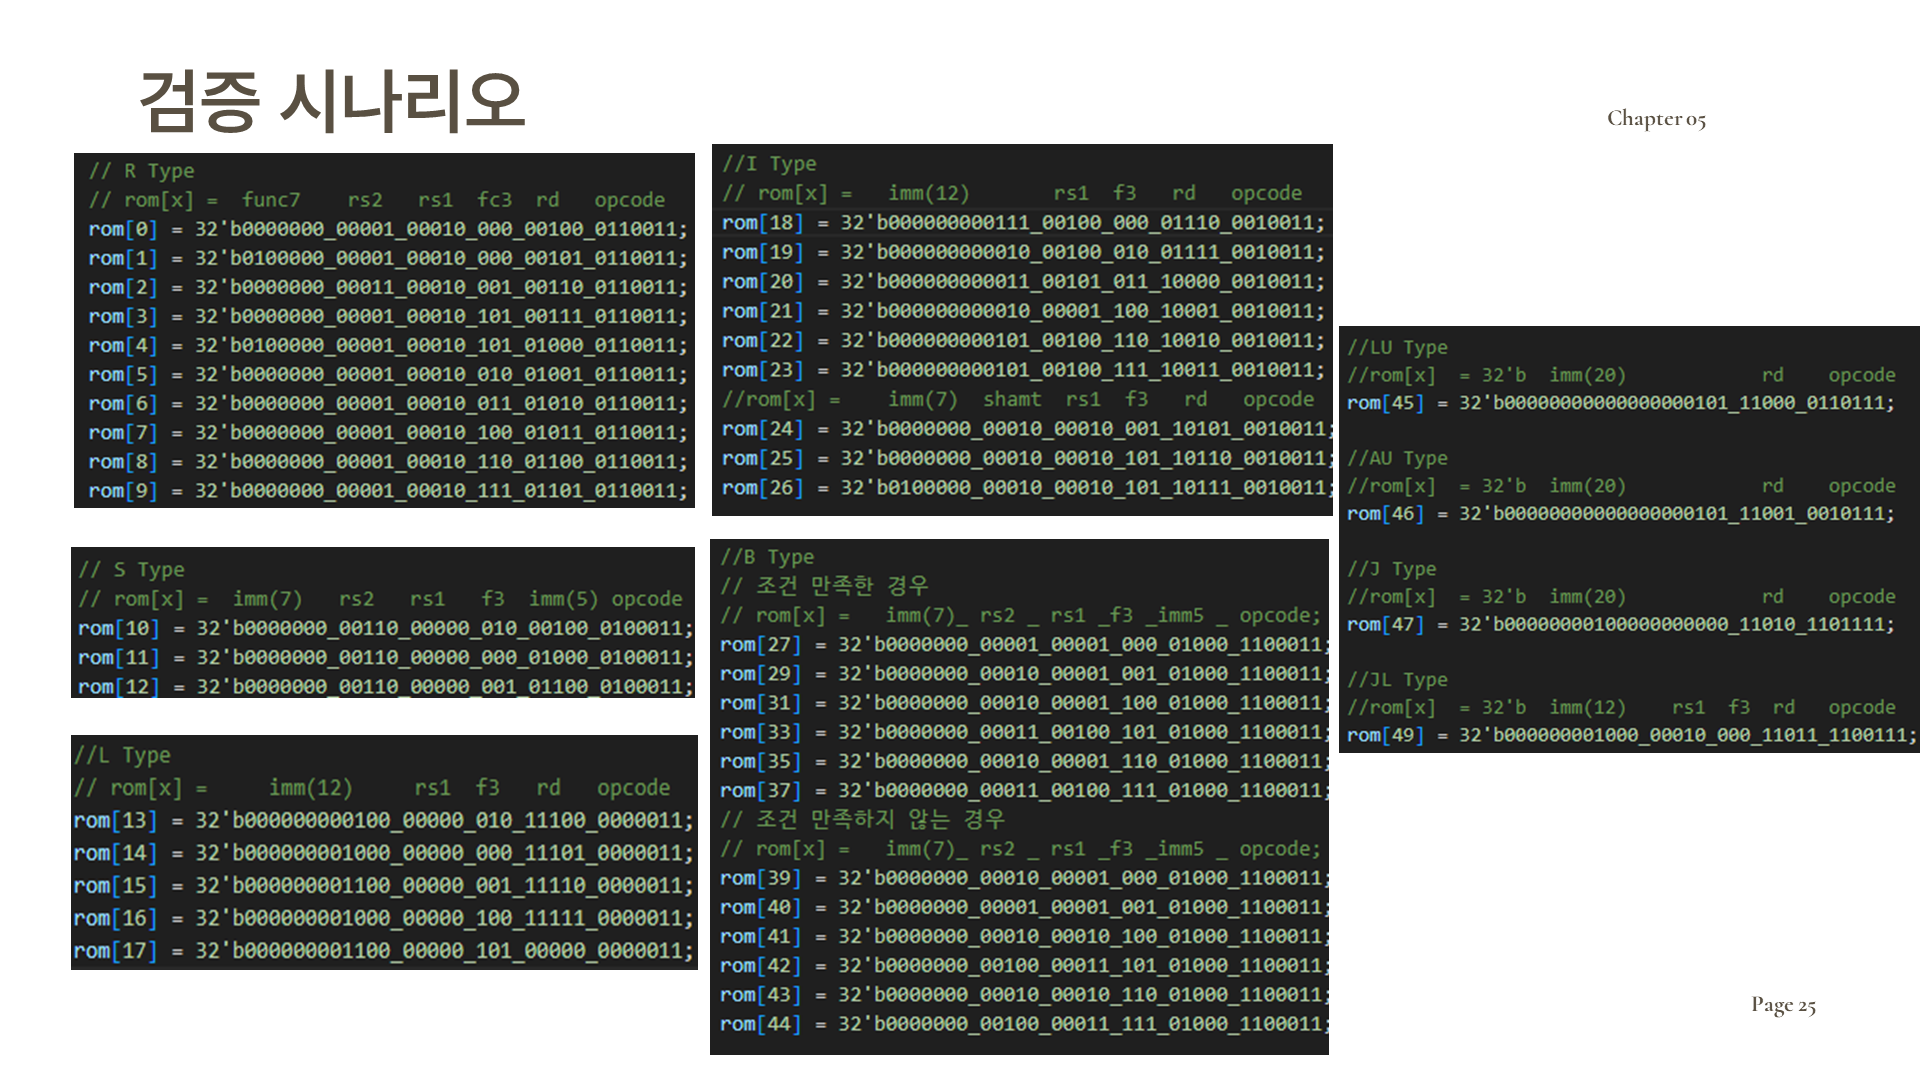 검증 시나리오
Chapter 05
// R Type
// rom[x] =  func7    rs2   rs1  fc3  rd   opcode
rom[0] = 32'b0000000_00001_00010_000_00100_0110011;
rom[1] = 32'b0100000_00001_00010_000_00101_0110011;
rom[2] = 32'b0000000_00011_00010_001_00110_0110011;
rom[3] = 32'b0000000_00001_00010_101_00111_0110011;
rom[4] = 32'b0100000_00001_00010_101_01000_0110011;
rom[5] = 32'b0000000_00001_00010_010_01001_0110011;
rom[6] = 32'b0000000_00001_00010_011_01010_0110011;
rom[7] = 32'b0000000_00001_00010_100_01011_0110011;
rom[8] = 32'b0000000_00001_00010_110_01100_0110011;
rom[9] = 32'b0000000_00001_00010_111_01101_0110011;
// S Type
// rom[x] =  imm(7)   rs2   rs1   f3  imm(5) opcode
rom[10] = 32'b0000000_00110_00000_010_00100_0100011;
rom[11] = 32'b0000000_00110_00000_000_01000_0100011;
rom[12] = 32'b0000000_00110_00000_001_01100_0100011;
//L Type
// rom[x] =     imm(12)     rs1  f3   rd   opcode
rom[13] = 32'b000000000100_00000_010_11100_0000011;
rom[14] = 32'b000000001000_00000_000_11101_0000011;
rom[15] = 32'b000000001100_00000_001_11110_0000011;
rom[16] = 32'b000000001000_00000_100_11111_0000011;
rom[17] = 32'b000000001100_00000_101_00000_0000011;
//I Type
// rom[x] =   imm(12)       rs1  f3   rd   opcode
rom[18] = 32'b000000000111_00100_000_01110_0010011;
rom[19] = 32'b000000000010_00100_010_01111_0010011;
rom[20] = 32'b000000000011_00101_011_10000_0010011;
rom[21] = 32'b000000000010_00001_100_10001_0010011;
rom[22] = 32'b000000000101_00100_110_10010_0010011;
rom[23] = 32'b000000000101_00100_111_10011_0010011;
//rom[x] =    imm(7)  shamt  rs1  f3   rd   opcode
rom[24] = 32'b0000000_00010_00010_001_10101_0010011;
rom[25] = 32'b0000000_00010_00010_101_10110_0010011;
rom[26] = 32'b0100000_00010_00010_101_10111_0010011;
//B Type
// 조건 만족한 경우
// rom[x] =   imm(7)_ rs2 _ rs1 _f3 _imm5 _ opcode;
rom[27] = 32'b0000000_00001_00001_000_01000_1100011;
rom[29] = 32'b0000000_00010_00001_001_01000_1100011;
rom[31] = 32'b0000000_00010_00001_100_01000_1100011;
rom[33] = 32'b0000000_00011_00100_101_01000_1100011;
rom[35] = 32'b0000000_00010_00001_110_01000_1100011;
rom[37] = 32'b0000000_00011_00100_111_01000_1100011;
// 조건 만족하지 않는 경우
// rom[x] =   imm(7)_ rs2 _ rs1 _f3 _imm5 _ opcode;
rom[39] = 32'b0000000_00010_00001_000_01000_1100011;
rom[40] = 32'b0000000_00001_00001_001_01000_1100011;
rom[41] = 32'b0000000_00010_00010_100_01000_1100011;
rom[42] = 32'b0000000_00100_00011_101_01000_1100011;
rom[43] = 32'b0000000_00010_00010_110_01000_1100011;
rom[44] = 32'b0000000_00100_00011_111_01000_1100011;
//LU Type
//rom[x]  = 32'b  imm(20)            rd    opcode
rom[45] = 32'b00000000000000000101_11000_0110111;
//AU Type
//rom[x]  = 32'b  imm(20)            rd    opcode
rom[46] = 32'b00000000000000000101_11001_0010111;
//J Type
//rom[x]  = 32'b  imm(20)            rd    opcode
rom[47] = 32'b00000000100000000000_11010_1101111;
//JL Type
//rom[x]  = 32'b  imm(12)    rs1  f3  rd   opcode
rom[49] = 32'b000000001000_00010_000_11011_1100111;
Page 25